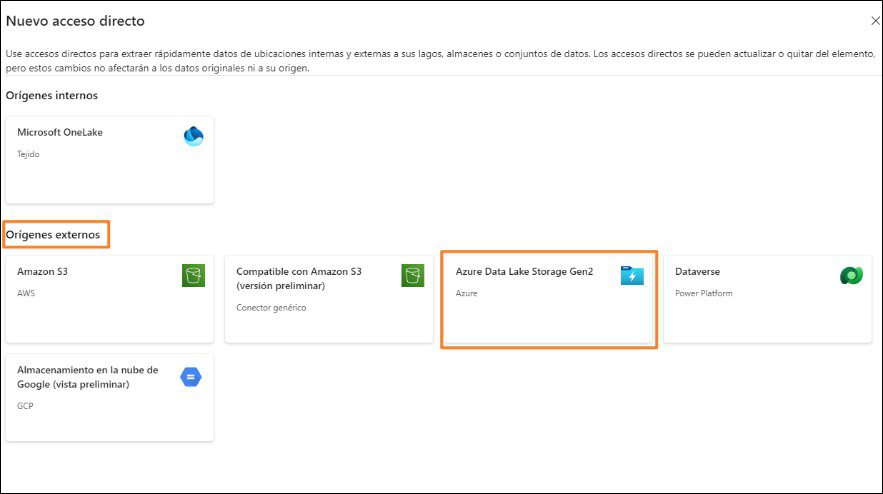 Nuevo acceso directo
Use accesos directos para extraer rápidamente datos de ubicaciones internas y externas a sus lagos, almacenes o conjuntos de datos. Los accesos directos se pueden actualizar o quitar del elemento,
pero estos cambios no afectarán a los datos originales ni a su origen.
Orígenes internos
Microsoft OneLake
Tejido
Orígenes externos
Amazon S3
AWS
Compatible con Amazon S3
(versión preliminar)
Conector genérico
Azure Data Lake Storage Gen2
Azure
Dataverse
Power Platform
Almacenamiento en la nube de
Google (vista preliminar)
GCP